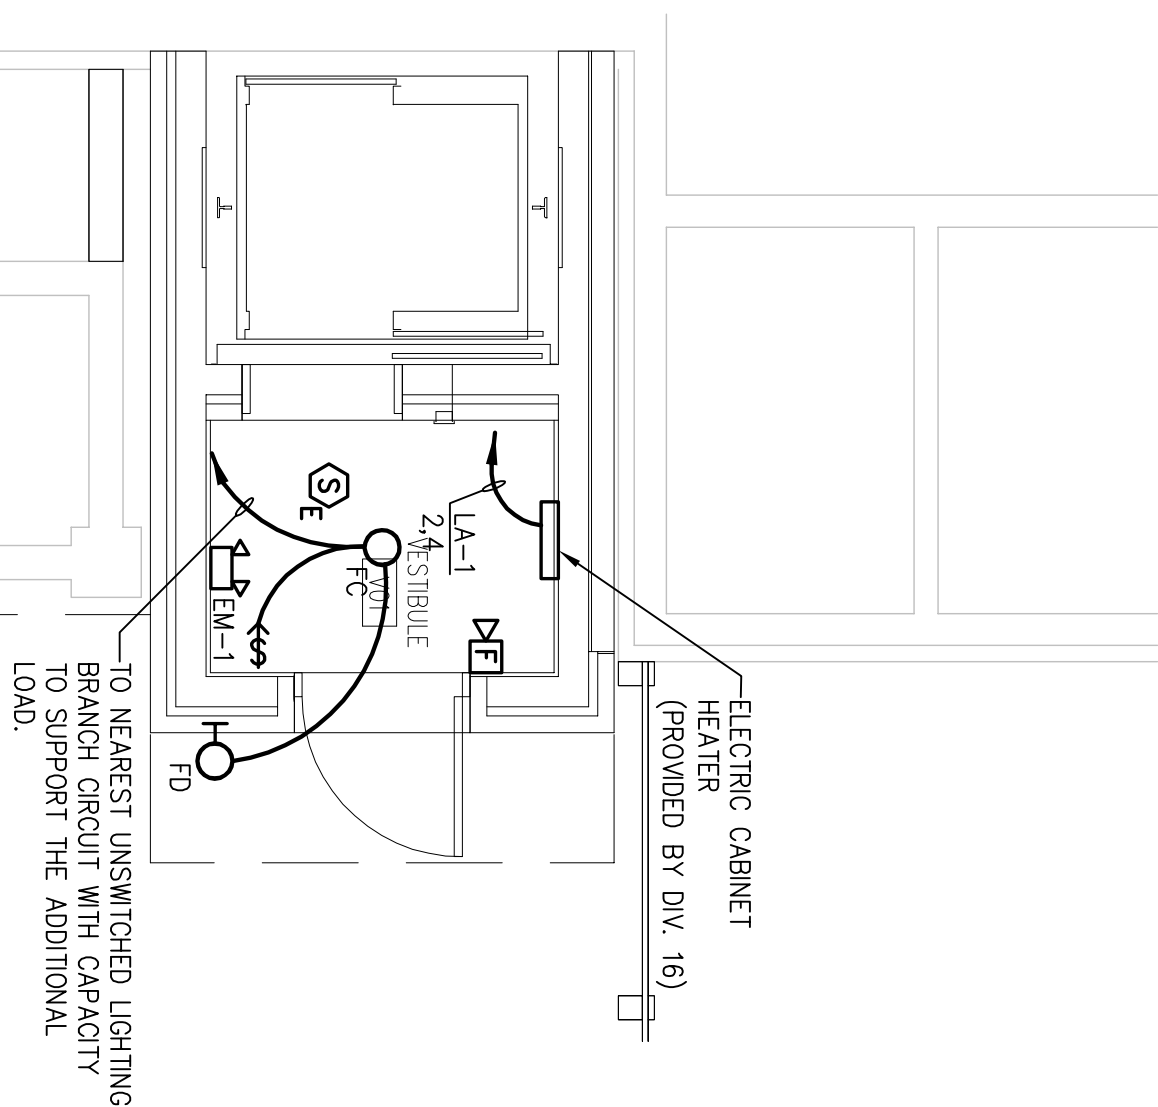 ELECTRIC CABINET
HEATER
(PROVIDED BY DIV. 16)
LA-1
2,4
VESTIBULE
V01
FC
S
E
F
EM-1
S
FD
TO NEAREST UNSWITCHED LIGHTING
BRANCH CIRCUIT WITH CAPACITY
TO SUPPORT THE ADDITIONAL
LOAD.